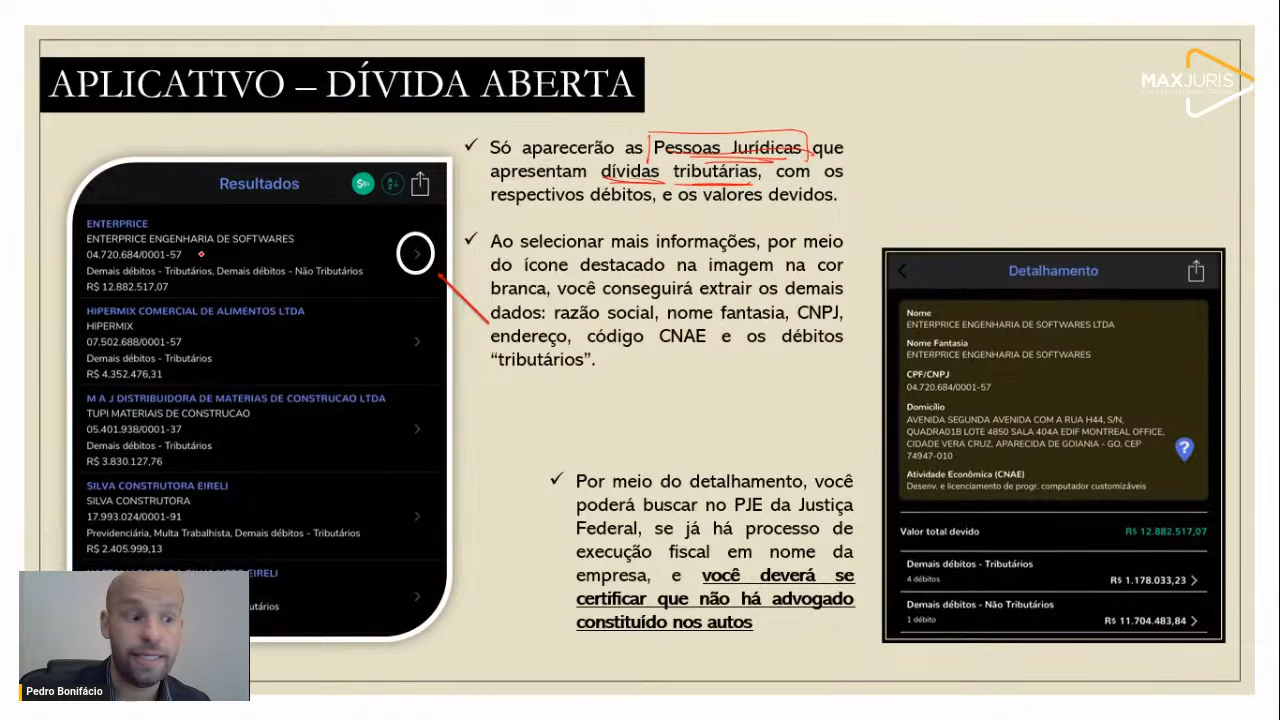 APLICATIVO – DÍVIDA ABERTA
MAXJURIS
Só aparecerão as Pessoas Jurídicas que
apresentam dívidas tributárias, com os
respectivos débitos, e os valores devidos.
Resultados
ENTERPRICE
ENTERPRICE ENGENHARIA DE SOFTWARES
04.720.684/0001-57
Demais débitos - Tributários, Demais débitos - Não Tributários
R$ 12.882.517,07
HIPERMIX COMERCIAL DE ALIMENTOS LTDA
HIPERMIX
07.502.688/0001-57
Demais débitos - Tributários
R$ 4.352.476,31
M A J DISTRIBUIDORA DE MATERIAS DE CONSTRUCAO LTDA
TUPI MATERIAIS DE CONSTRUCAO
05.401.938/0001-37
Demais débitos - Tributários
R$ 3.830.127,76
SILVA CONSTRUTORA EIRELI
SILVA CONSTRUTORA
17.993.024/0001-91
Previdenciária, Multa Trabalhista, Demais débitos - Tributários
R$ 2.405.999,13
EIRELI
Ao selecionar mais informações, por meio
do ícone destacado na imagem na cor
branca, você conseguirá extrair os demais
dados: razão social, nome fantasia, CNPJ,
endereço, código CNAE e os débitos
“tributários”.
Por meio do detalhamento, você
poderá buscar no PJE da Justiça
Federal, se já há processo de
execução fiscal em nome da
empresa, e você deverá se
certificar que não há advogado
constituído nos autos
Detalhamento
Nome
ENTERPRICE ENGENHARIA DE SOFTWARES LTDA
Nome Fantasia
ENTERPRICE ENGENHARIA DE SOFTWARES
CPF/CNPJ
04.720.684/0001-57
Domicílio
AVENIDA SEGUNDA AVENIDA COM A RUA H44, S/N,
QUADRA01B LOTE 4850 SALA 404A EDIF MONTREAL OFFICE,
CIDADE VERA CRUZ, APARECIDA DE GOIANIA - GO, CEP
74947-010
?
Atividade Econômica (CNAE)
Desenv. e licenciamento de progr. computador customizáveis
Valor total devido R$ 12.882.517,07
Demais débitos - Tributários
4 débitos R$ 1.178.033,23
Demais débitos - Não Tributários
1 débito R$ 11.704.483,84
Pedro Bonifácio